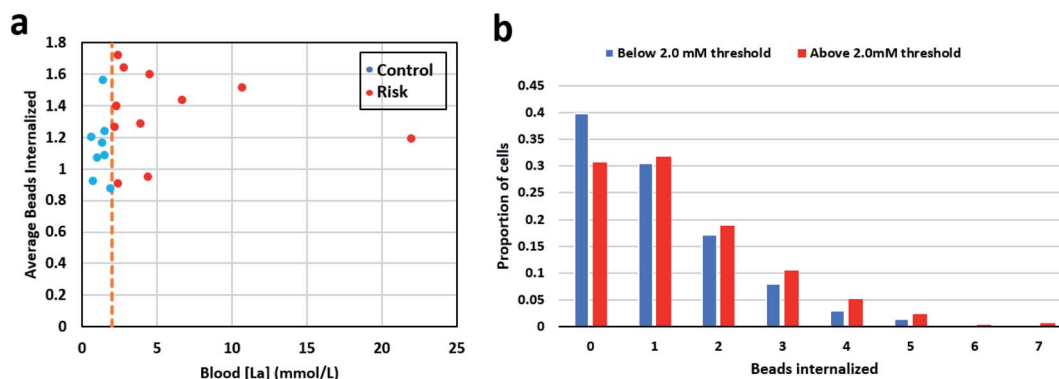 a
Average Beads Internalized
1.8
1.6
1.4
1.2
1
0.8
0.6
0.4
0.2
0
0 5 10 15 20 25
Blood [La] (mmol/L)
Control
Risk
b
Below 2.0 mM threshold Above 2.0mM threshold
Proportion of cells
0.45
0.4
0.35
0.3
0.25
0.2
0.15
0.1
0.05
0
0 1 2 3 4 5 6 7
Beads internalized